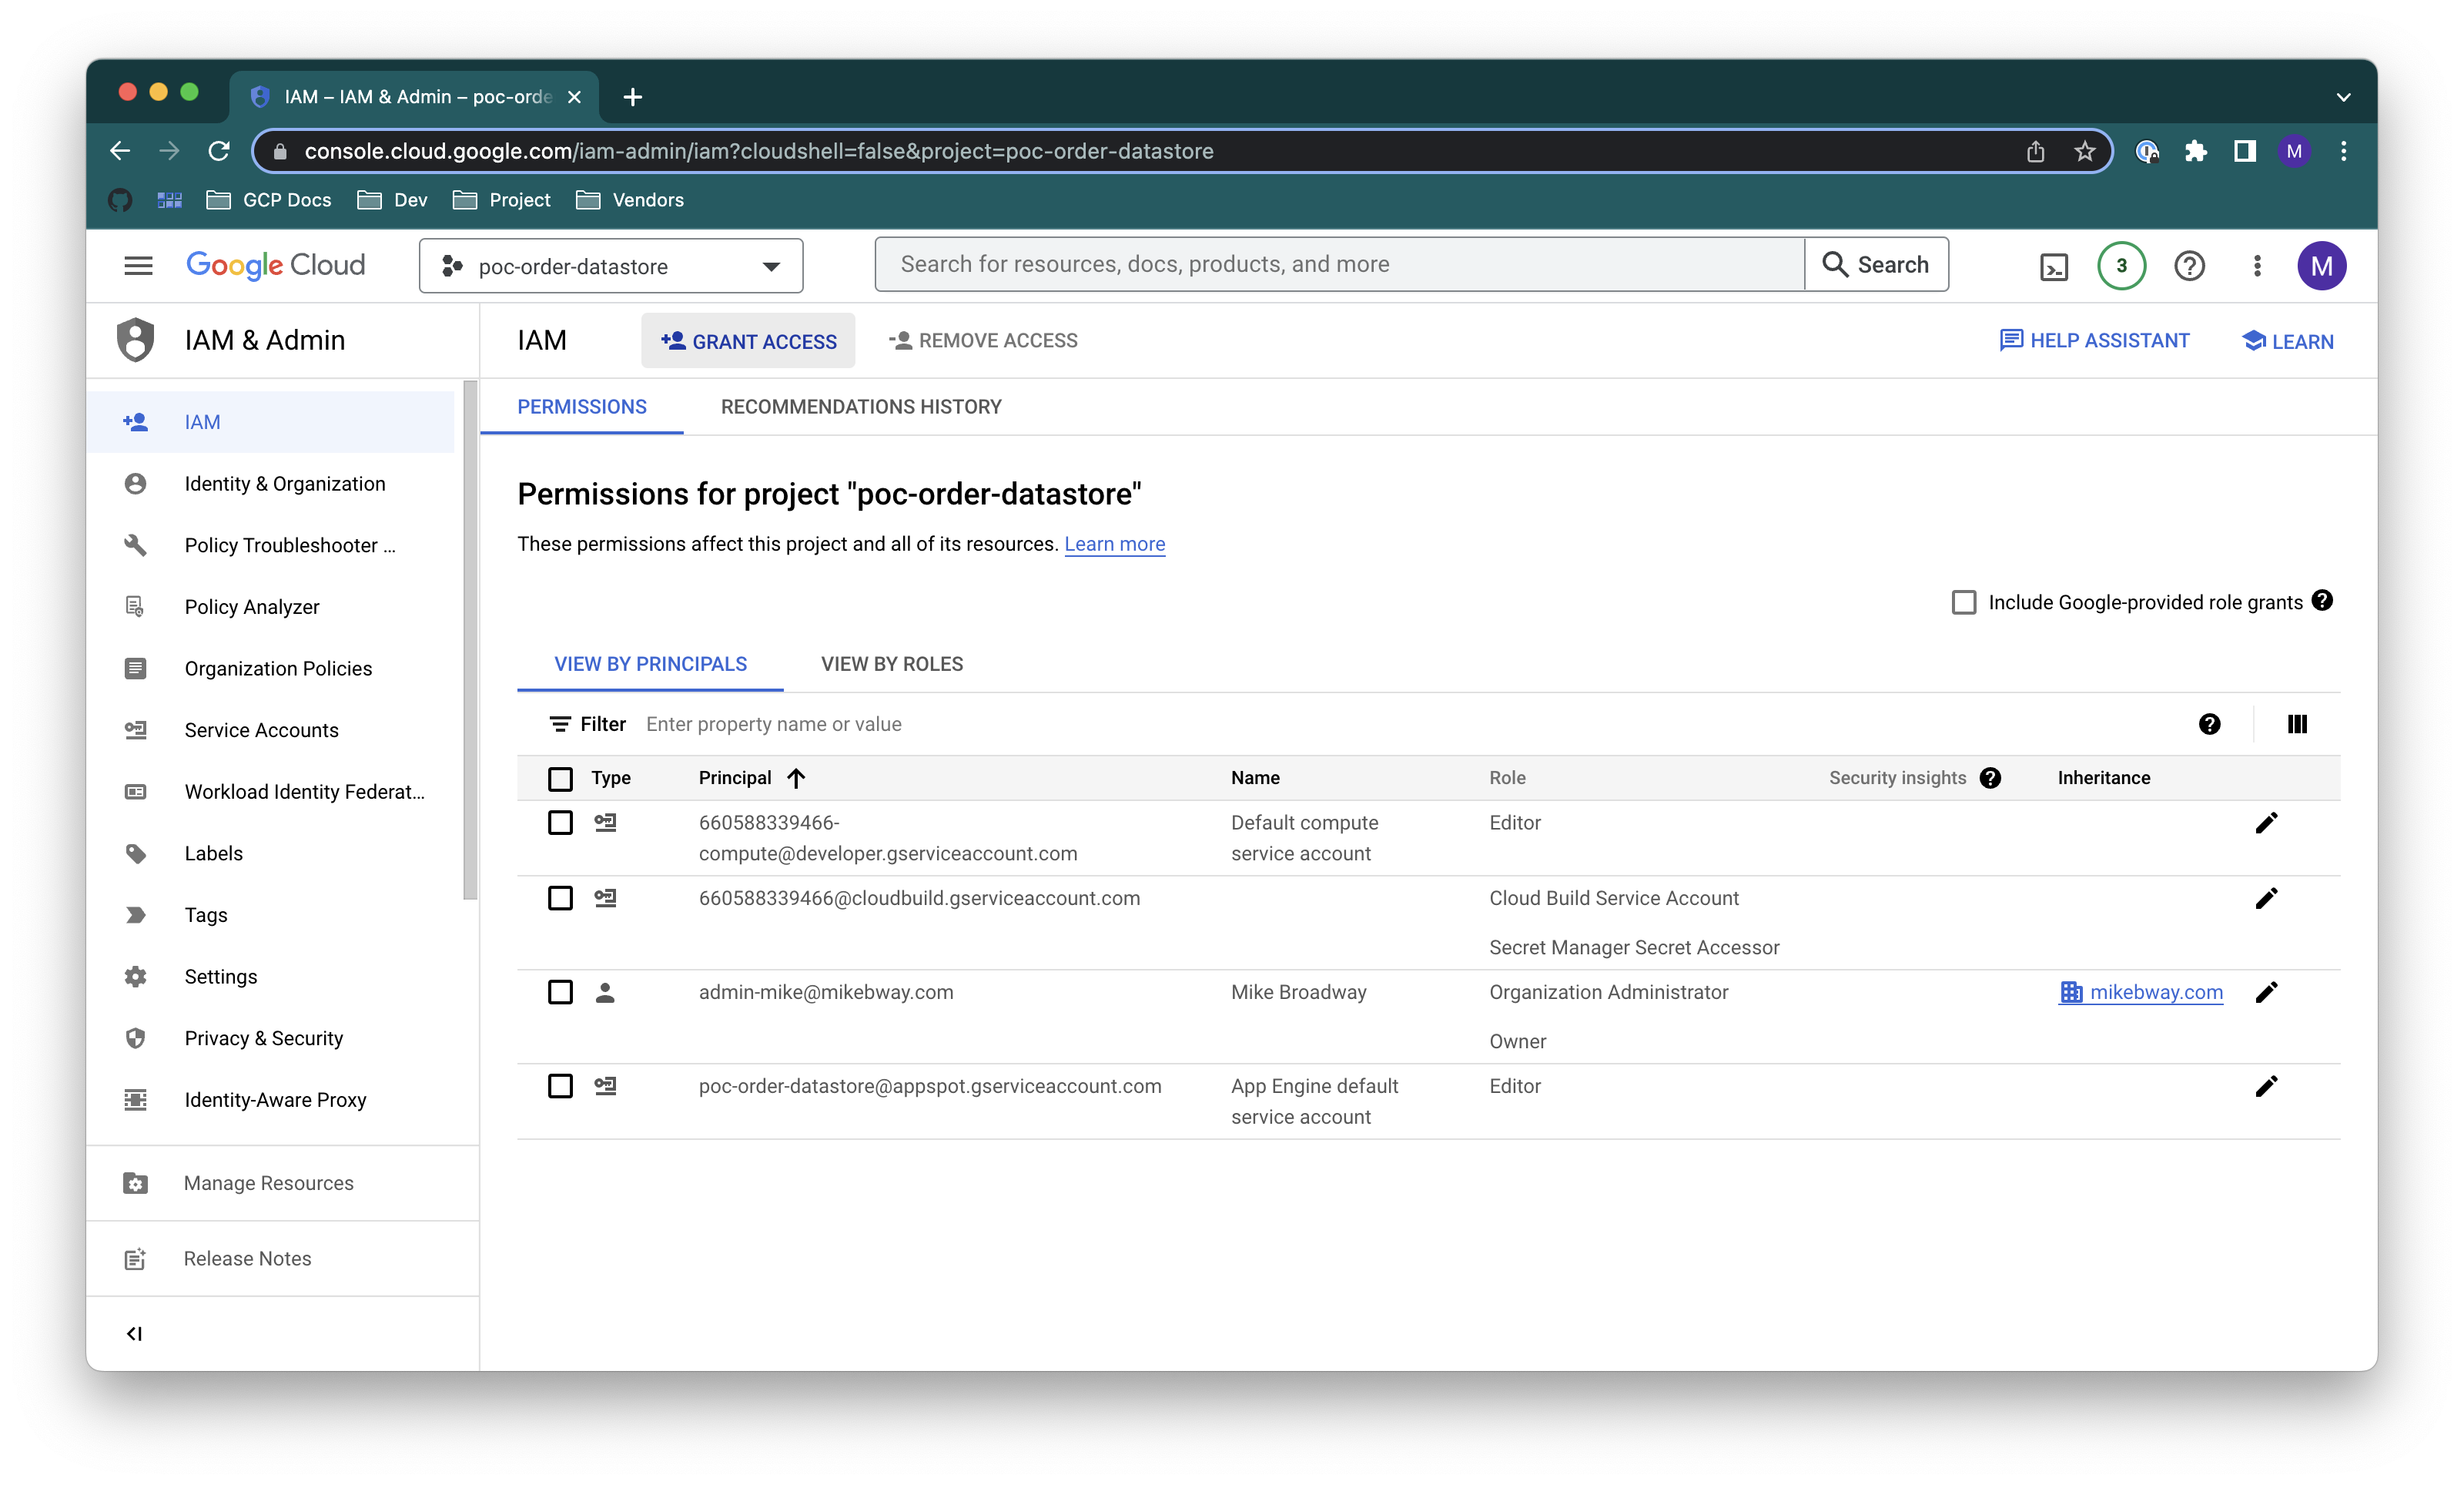 IAM – IAM & Admin – poc-orde
console.cloud.google.com/iam-admin/iam?cloudshell=false&project=poc-order-datastore
M
GCP Docs
Dev
Project
Vendors
Google Cloud
poc-order-datastore
Search for resources, docs, products, and more
Search
3
M
IAM & Admin
IAM
GRANT ACCESS
REMOVE ACCESS
HELP ASSISTANT
LEARN
IAM
Identity & Organization
Policy Troubleshooter ...
Policy Analyzer
Organization Policies
Service Accounts
Workload Identity Federat...
Labels
Tags
Settings
Privacy & Security
Identity-Aware Proxy
Manage Resources
Release Notes
PERMISSIONS
RECOMMENDATIONS HISTORY
Permissions for project "poc-order-datastore"
These permissions affect this project and all of its resources. Learn more
Include Google-provided role grants
VIEW BY PRINCIPALS
VIEW BY ROLES
Filter Enter property name or value
Type Principal Name Role Security insights Inheritance
660588339466-
compute@developer.gserviceaccount.com
Default compute
service account
Editor
660588339466@cloudbuild.gserviceaccount.com
Cloud Build Service Account
Secret Manager Secret Accessor
admin-mike@mikebway.com
Mike Broadway
Organization Administrator
Owner
mikebway.com
poc-order-datastore@appspot.gserviceaccount.com
App Engine default
service account
Editor